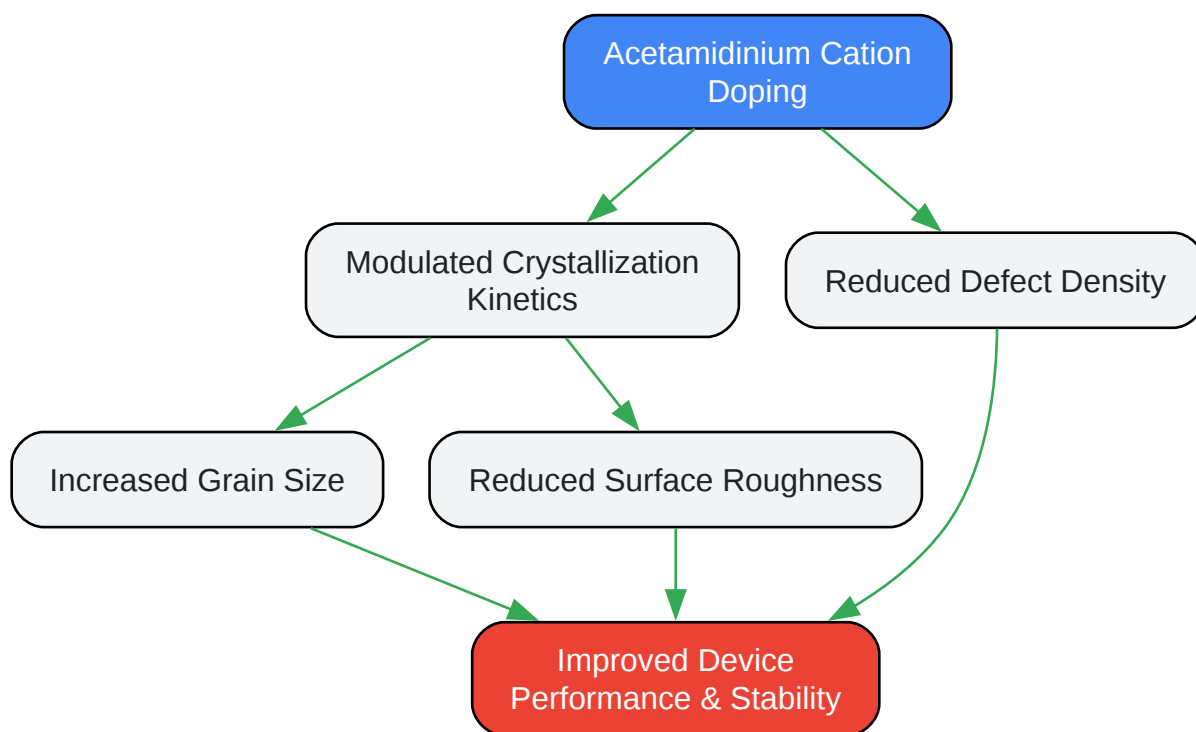 Acetamidinium Cation
Doping
Modulated Crystallization
Kinetics
Reduced Defect Density
Increased Grain Size
Reduced Surface Roughness
Improved Device
Performance & Stability